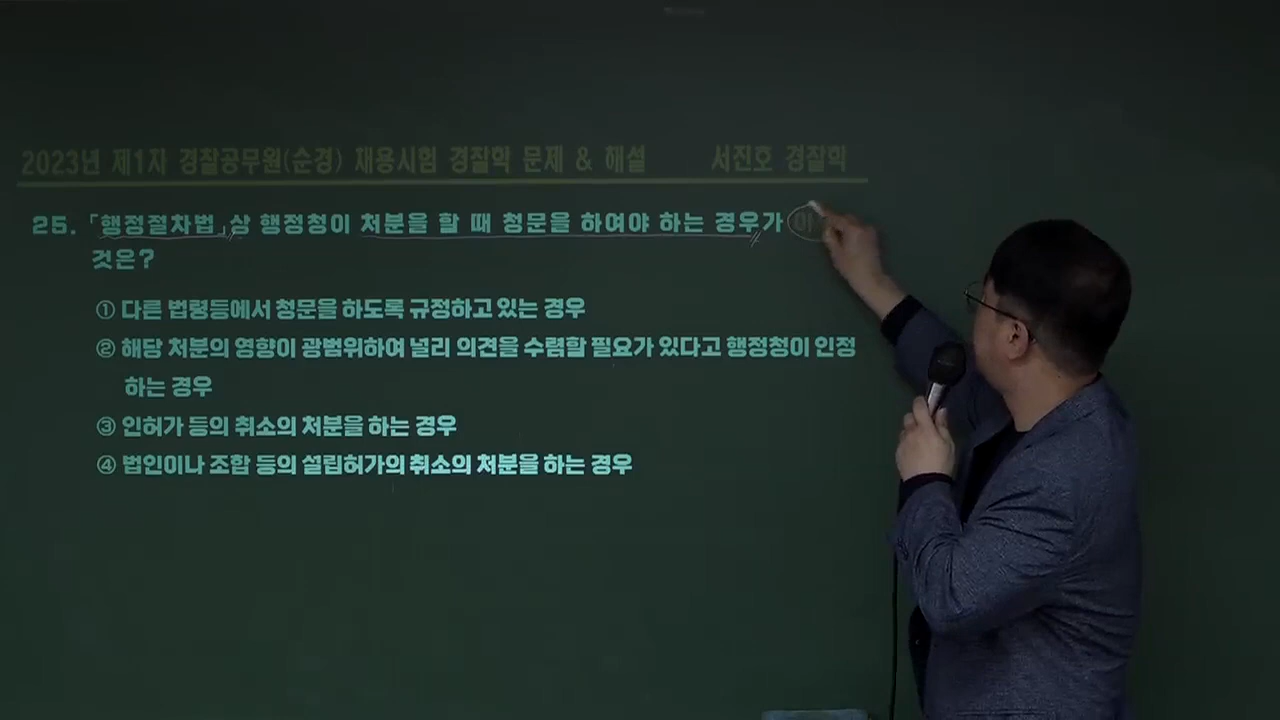 2023년 제1차 경찰공무원(순경) 채용시험 경찰학 문제 & 해설 서진호 경찰학
25. 「행정절차법」상 행정청이 처분을 할 때 청문을 하여야 하는 경우가
것은?
① 다른 법령등에서 청문을 하도록 규정하고 있는 경우
② 해당 처분의 영향이 광범위하여 널리 의견을 수렴할 필요가 있다고 행정청이 인정
하는 경우
③ 인허가 등의 취소의 처분을 하는 경우
④ 법인이나 조합 등의 설립허가의 취소의 처분을 하는 경우